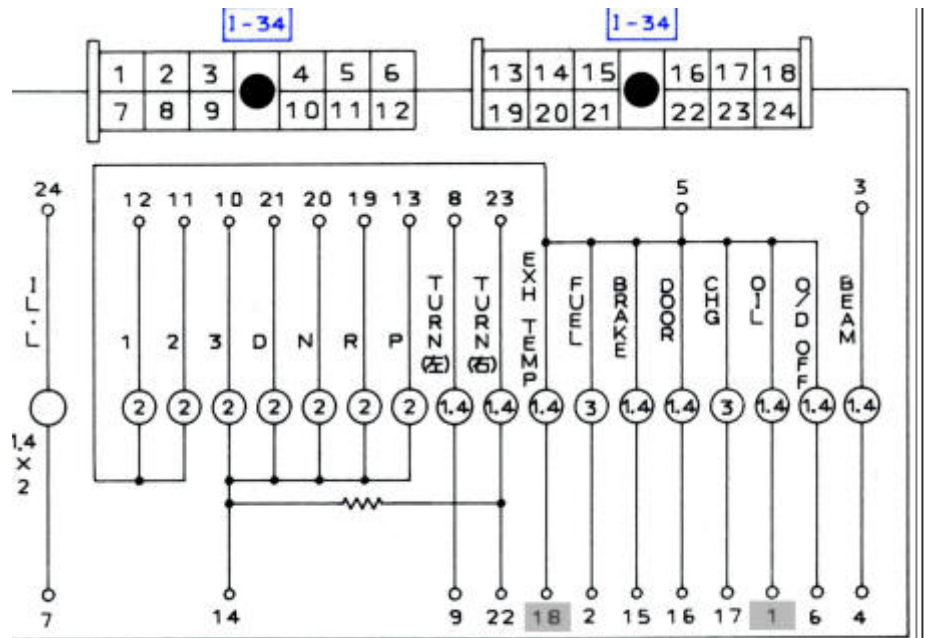 I-34 I-34
1 2 3 4 5 6 13 14 15 16 17 18
7 8 9 10 11 12 19 20 21 22 23 24
24 12 11 10 21 20 19 13 8 23 5 3
ILL
1 2 3 D N R P
TURN (左)
TURN (右)
EXH TEMP
FUEL
BRAKE
DOOR
CHG
OIL
O/D OFF
BEAM
2 2 2 2 2 2 2 1.4 1.4 1.4 3 1.4 1.4 3 1.4 1.4 1.4
1.4
×
2
7 14 9 22 18 2 15 16 17 1 6 4